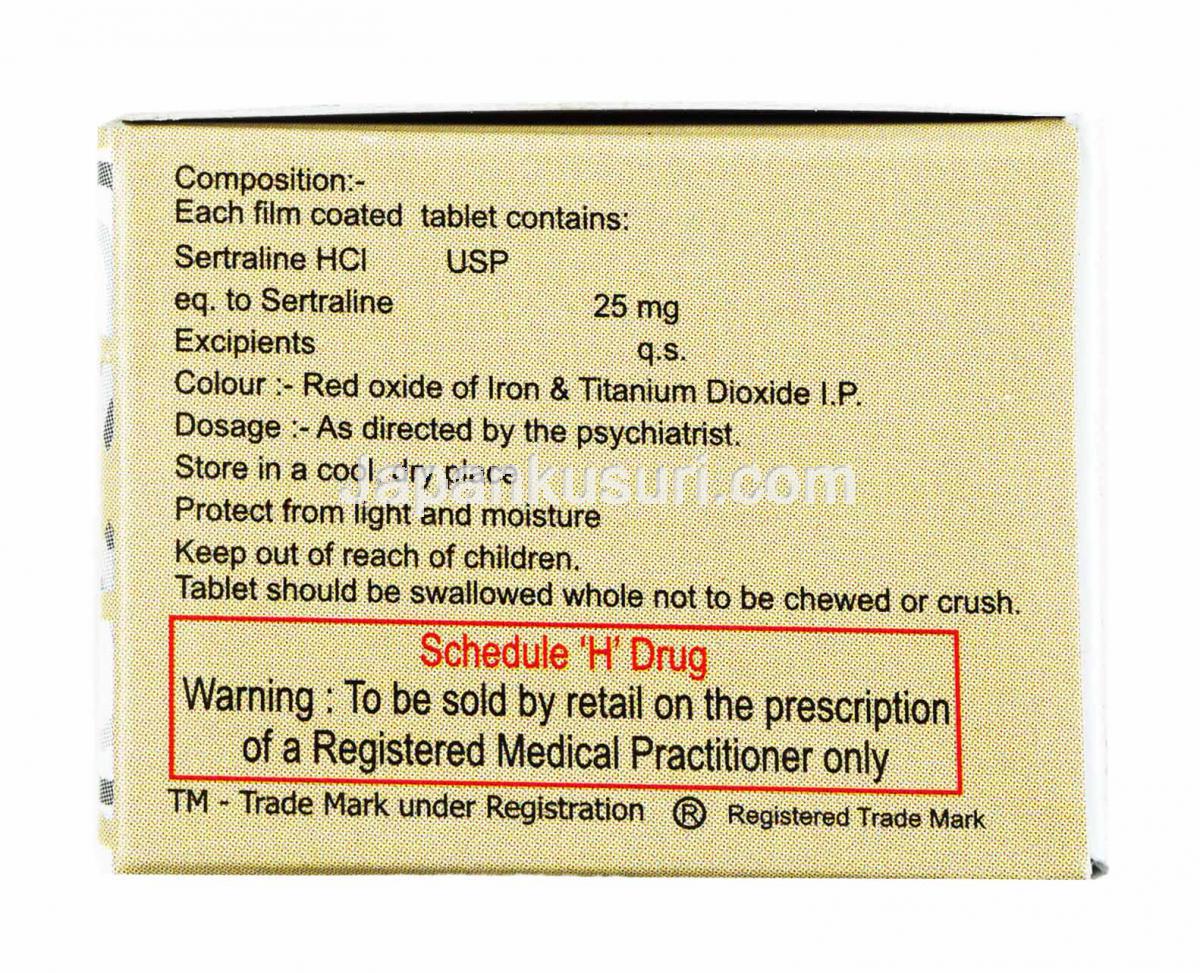 Composition:-
Each film coated tablet contains:
Sertraline HCl USP
eq. to Sertraline 25 mg
Excipients q.s.
Colour :- Red oxide of Iron & Titanium Dioxide I.P.
Dosage :- As directed by the psychiatrist.
Store in a cool, dry place
japankusuri.com
Protect from light and moisture
Keep out of reach of children.
Tablet should be swallowed whole not to be chewed or crush.
Schedule 'H' Drug
Warning : To be sold by retail on the prescription
of a Registered Medical Practitioner only
TM - Trade Mark under Registration ® Registered Trade Mark